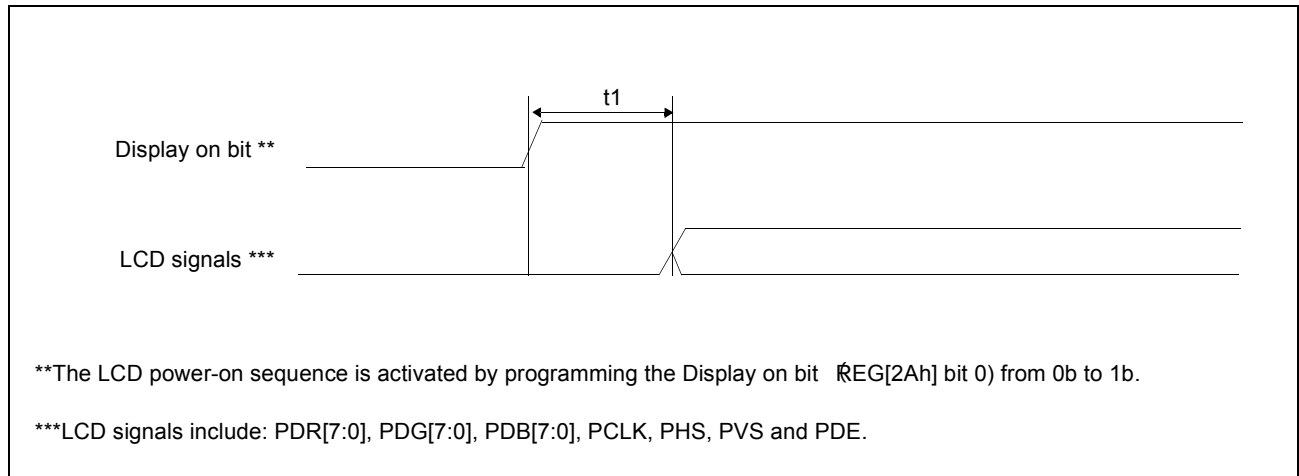 t1
Display on bit **
LCD signals ***
**The LCD power-on sequence is activated by programming the Display on bit (REG[2Ah] bit 0) from 0b to 1b.
***LCD signals include: PDR[7:0], PDG[7:0], PDB[7:0], PCLK, PHS, PVS and PDE.